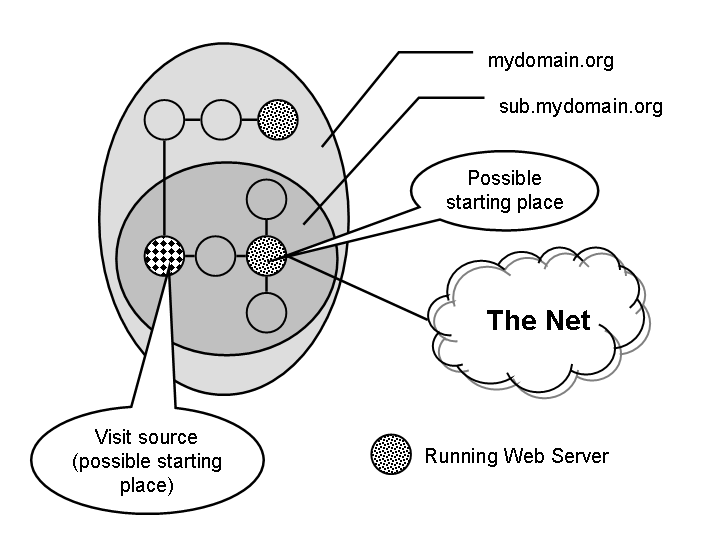 mydomain.org
sub.mydomain.org
Possible
starting place
The Net
Visit source
(possible starting
place)
Running Web Server